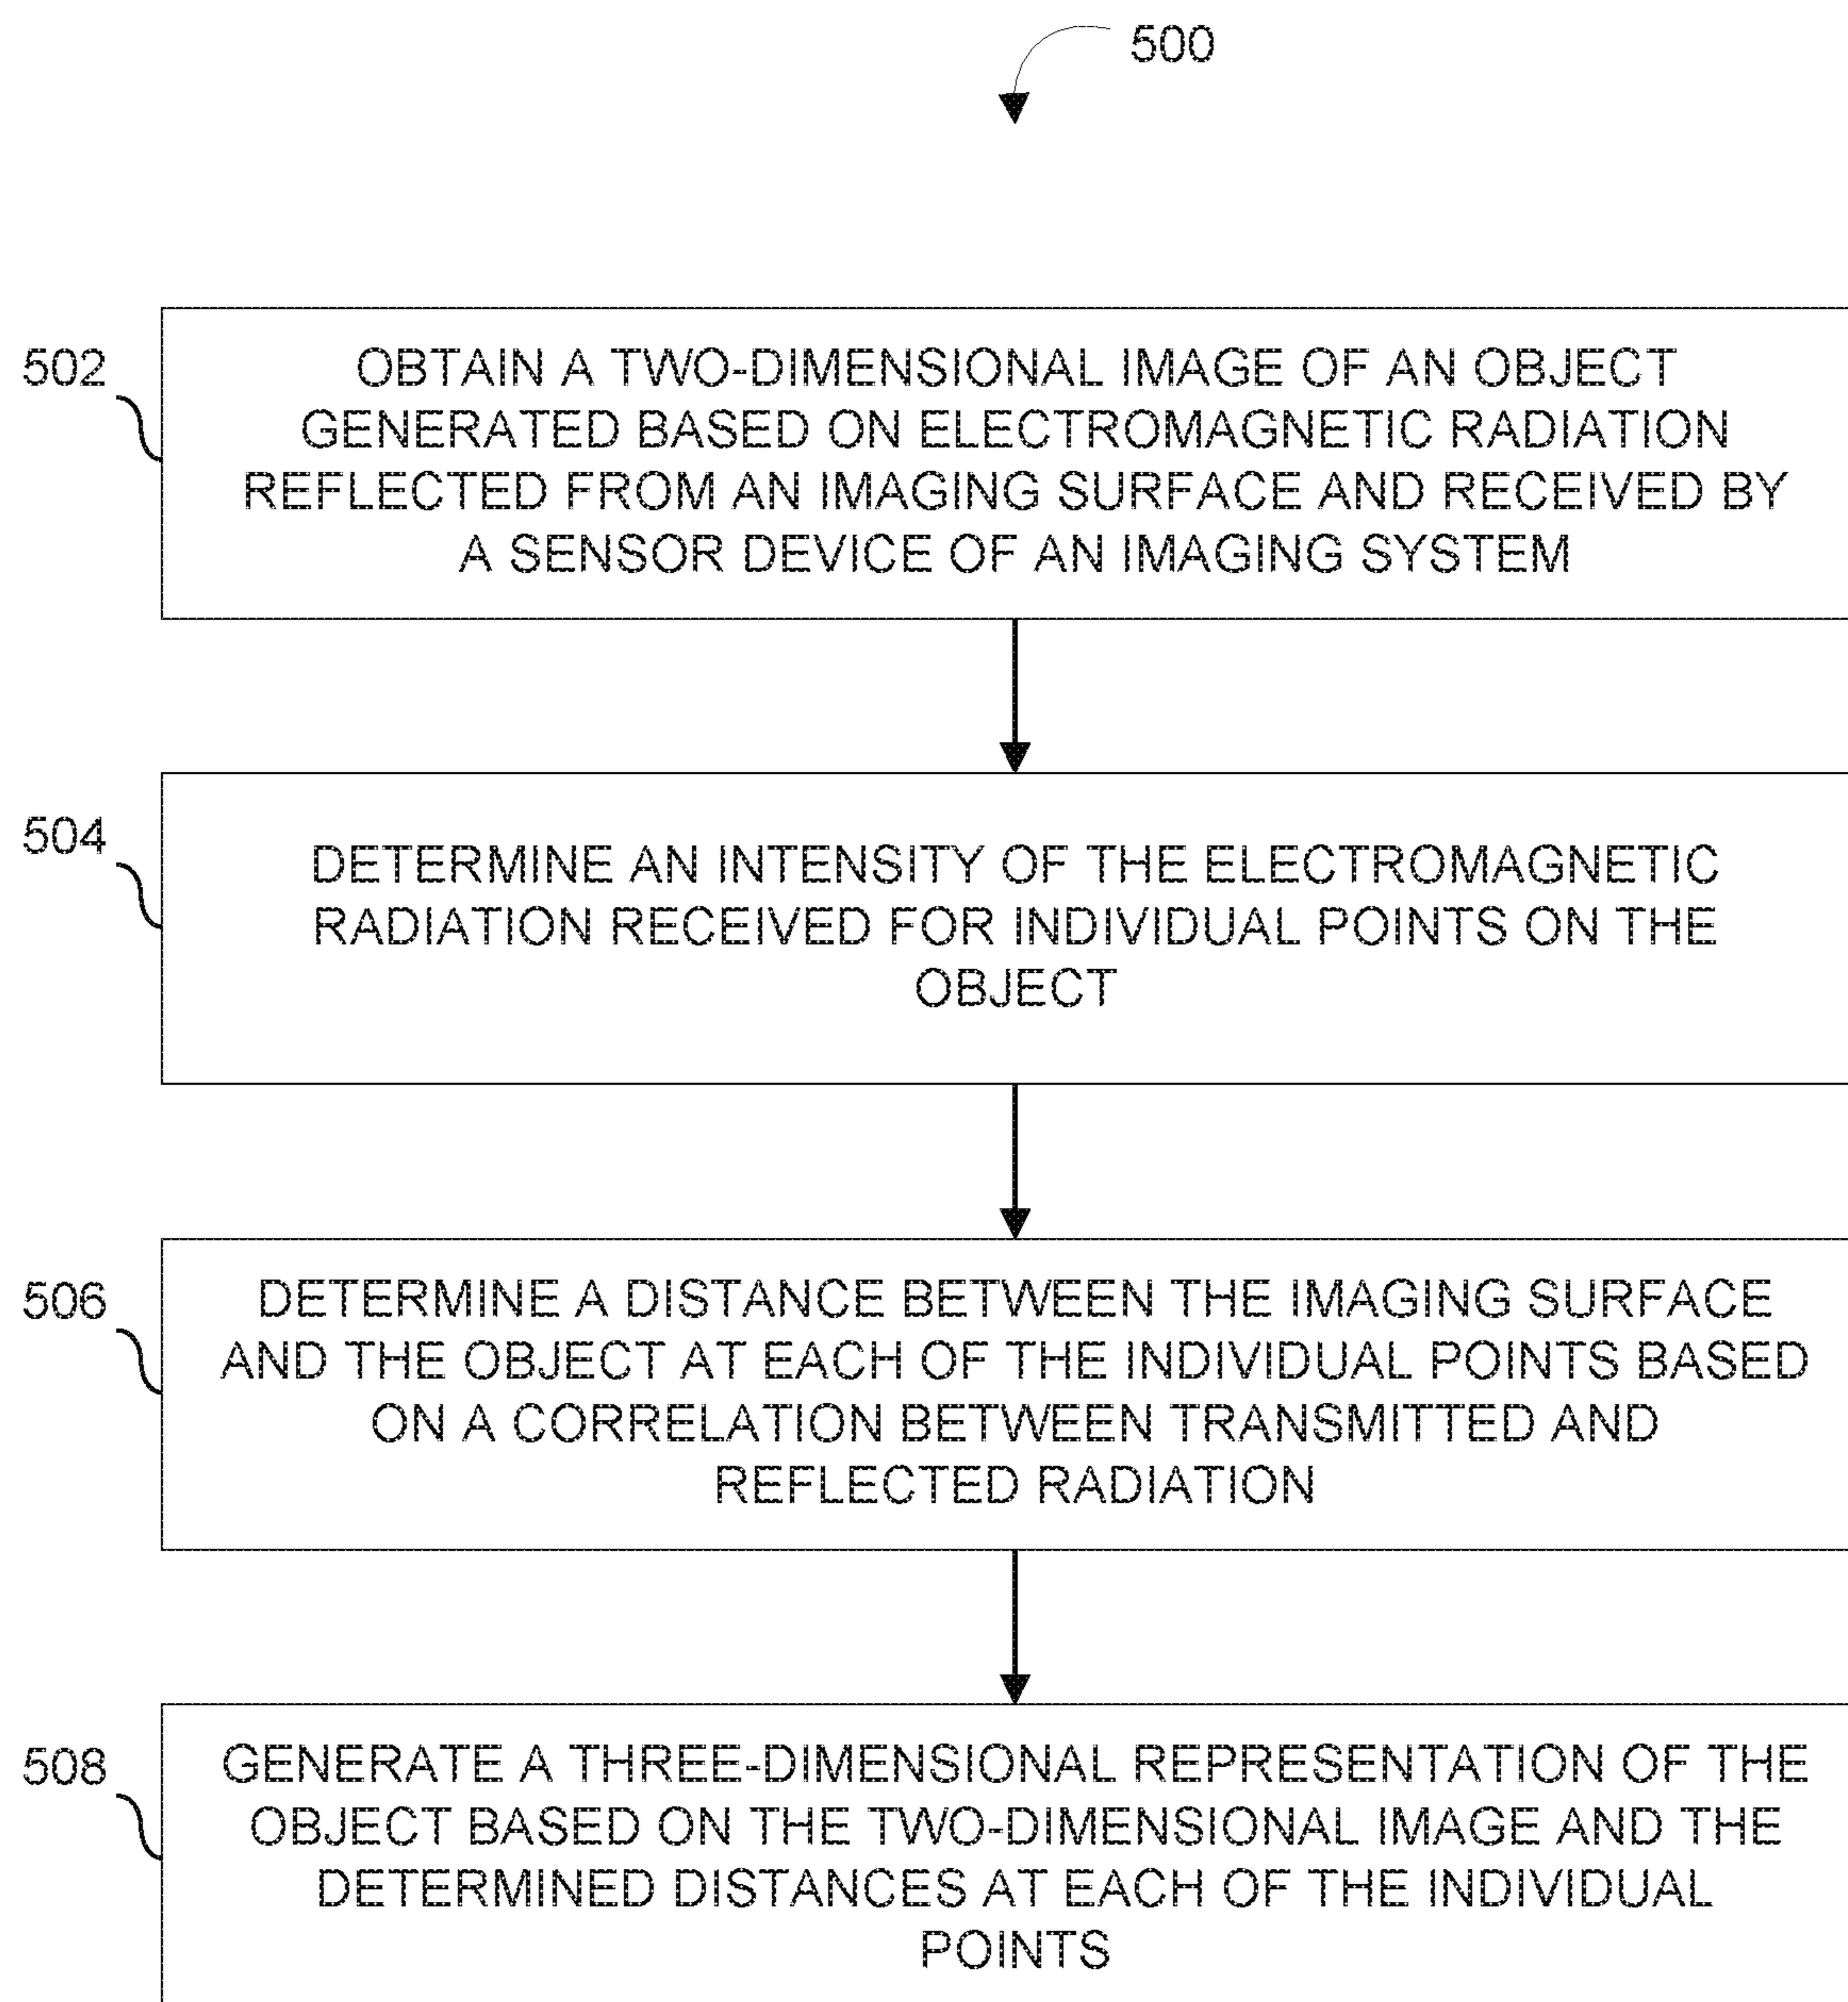 500
502
OBTAIN A TWO-DIMENSIONAL IMAGE OF AN OBJECT
GENERATED BASED ON ELECTROMAGNETIC RADIATION
REFLECTED FROM AN IMAGING SURFACE AND RECEIVED BY
A SENSOR DEVICE OF AN IMAGING SYSTEM
504
DETERMINE AN INTENSITY OF THE ELECTROMAGNETIC
RADIATION RECEIVED FOR INDIVIDUAL POINTS ON THE
OBJECT
506
DETERMINE A DISTANCE BETWEEN THE IMAGING SURFACE
AND THE OBJECT AT EACH OF THE INDIVIDUAL POINTS BASED
ON A CORRELATION BETWEEN TRANSMITTED AND
REFLECTED RADIATION
508
GENERATE A THREE-DIMENSIONAL REPRESENTATION OF THE
OBJECT BASED ON THE TWO-DIMENSIONAL IMAGE AND THE
DETERMINED DISTANCES AT EACH OF THE INDIVIDUAL
POINTS